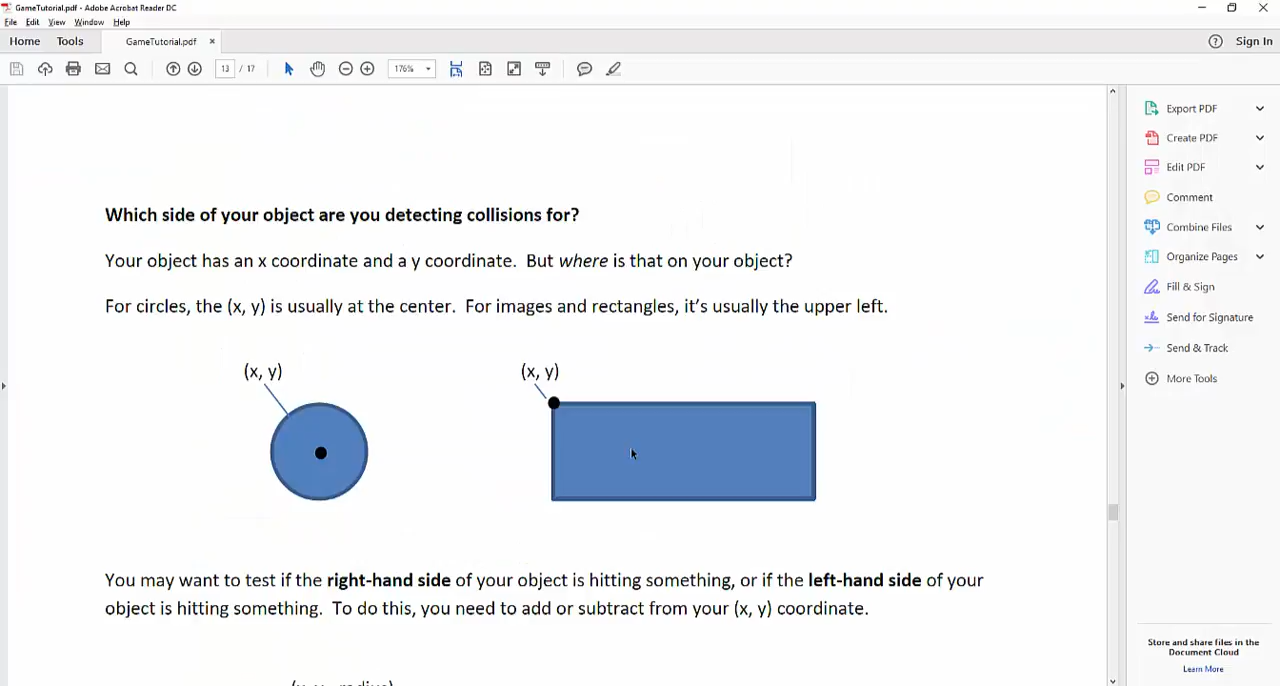 GameTutorial.pdf - Adobe Acrobat Reader DC
File Edit View Window Help
Home Tools GameTutorial.pdf × Sign In
13 / 17 176%
Export PDF
Create PDF
Edit PDF
Comment
Combine Files
Organize Pages
Fill & Sign
Send for Signature
Send & Track
More Tools
Store and share files in the
Document Cloud
Learn More
Which side of your object are you detecting collisions for?
Your object has an x coordinate and a y coordinate. But where is that on your object?
For circles, the (x, y) is usually at the center. For images and rectangles, it's usually the upper left.
(x, y) (x, y)
You may want to test if the right-hand side of your object is hitting something, or if the left-hand side of your
object is hitting something. To do this, you need to add or subtract from your (x, y) coordinate.